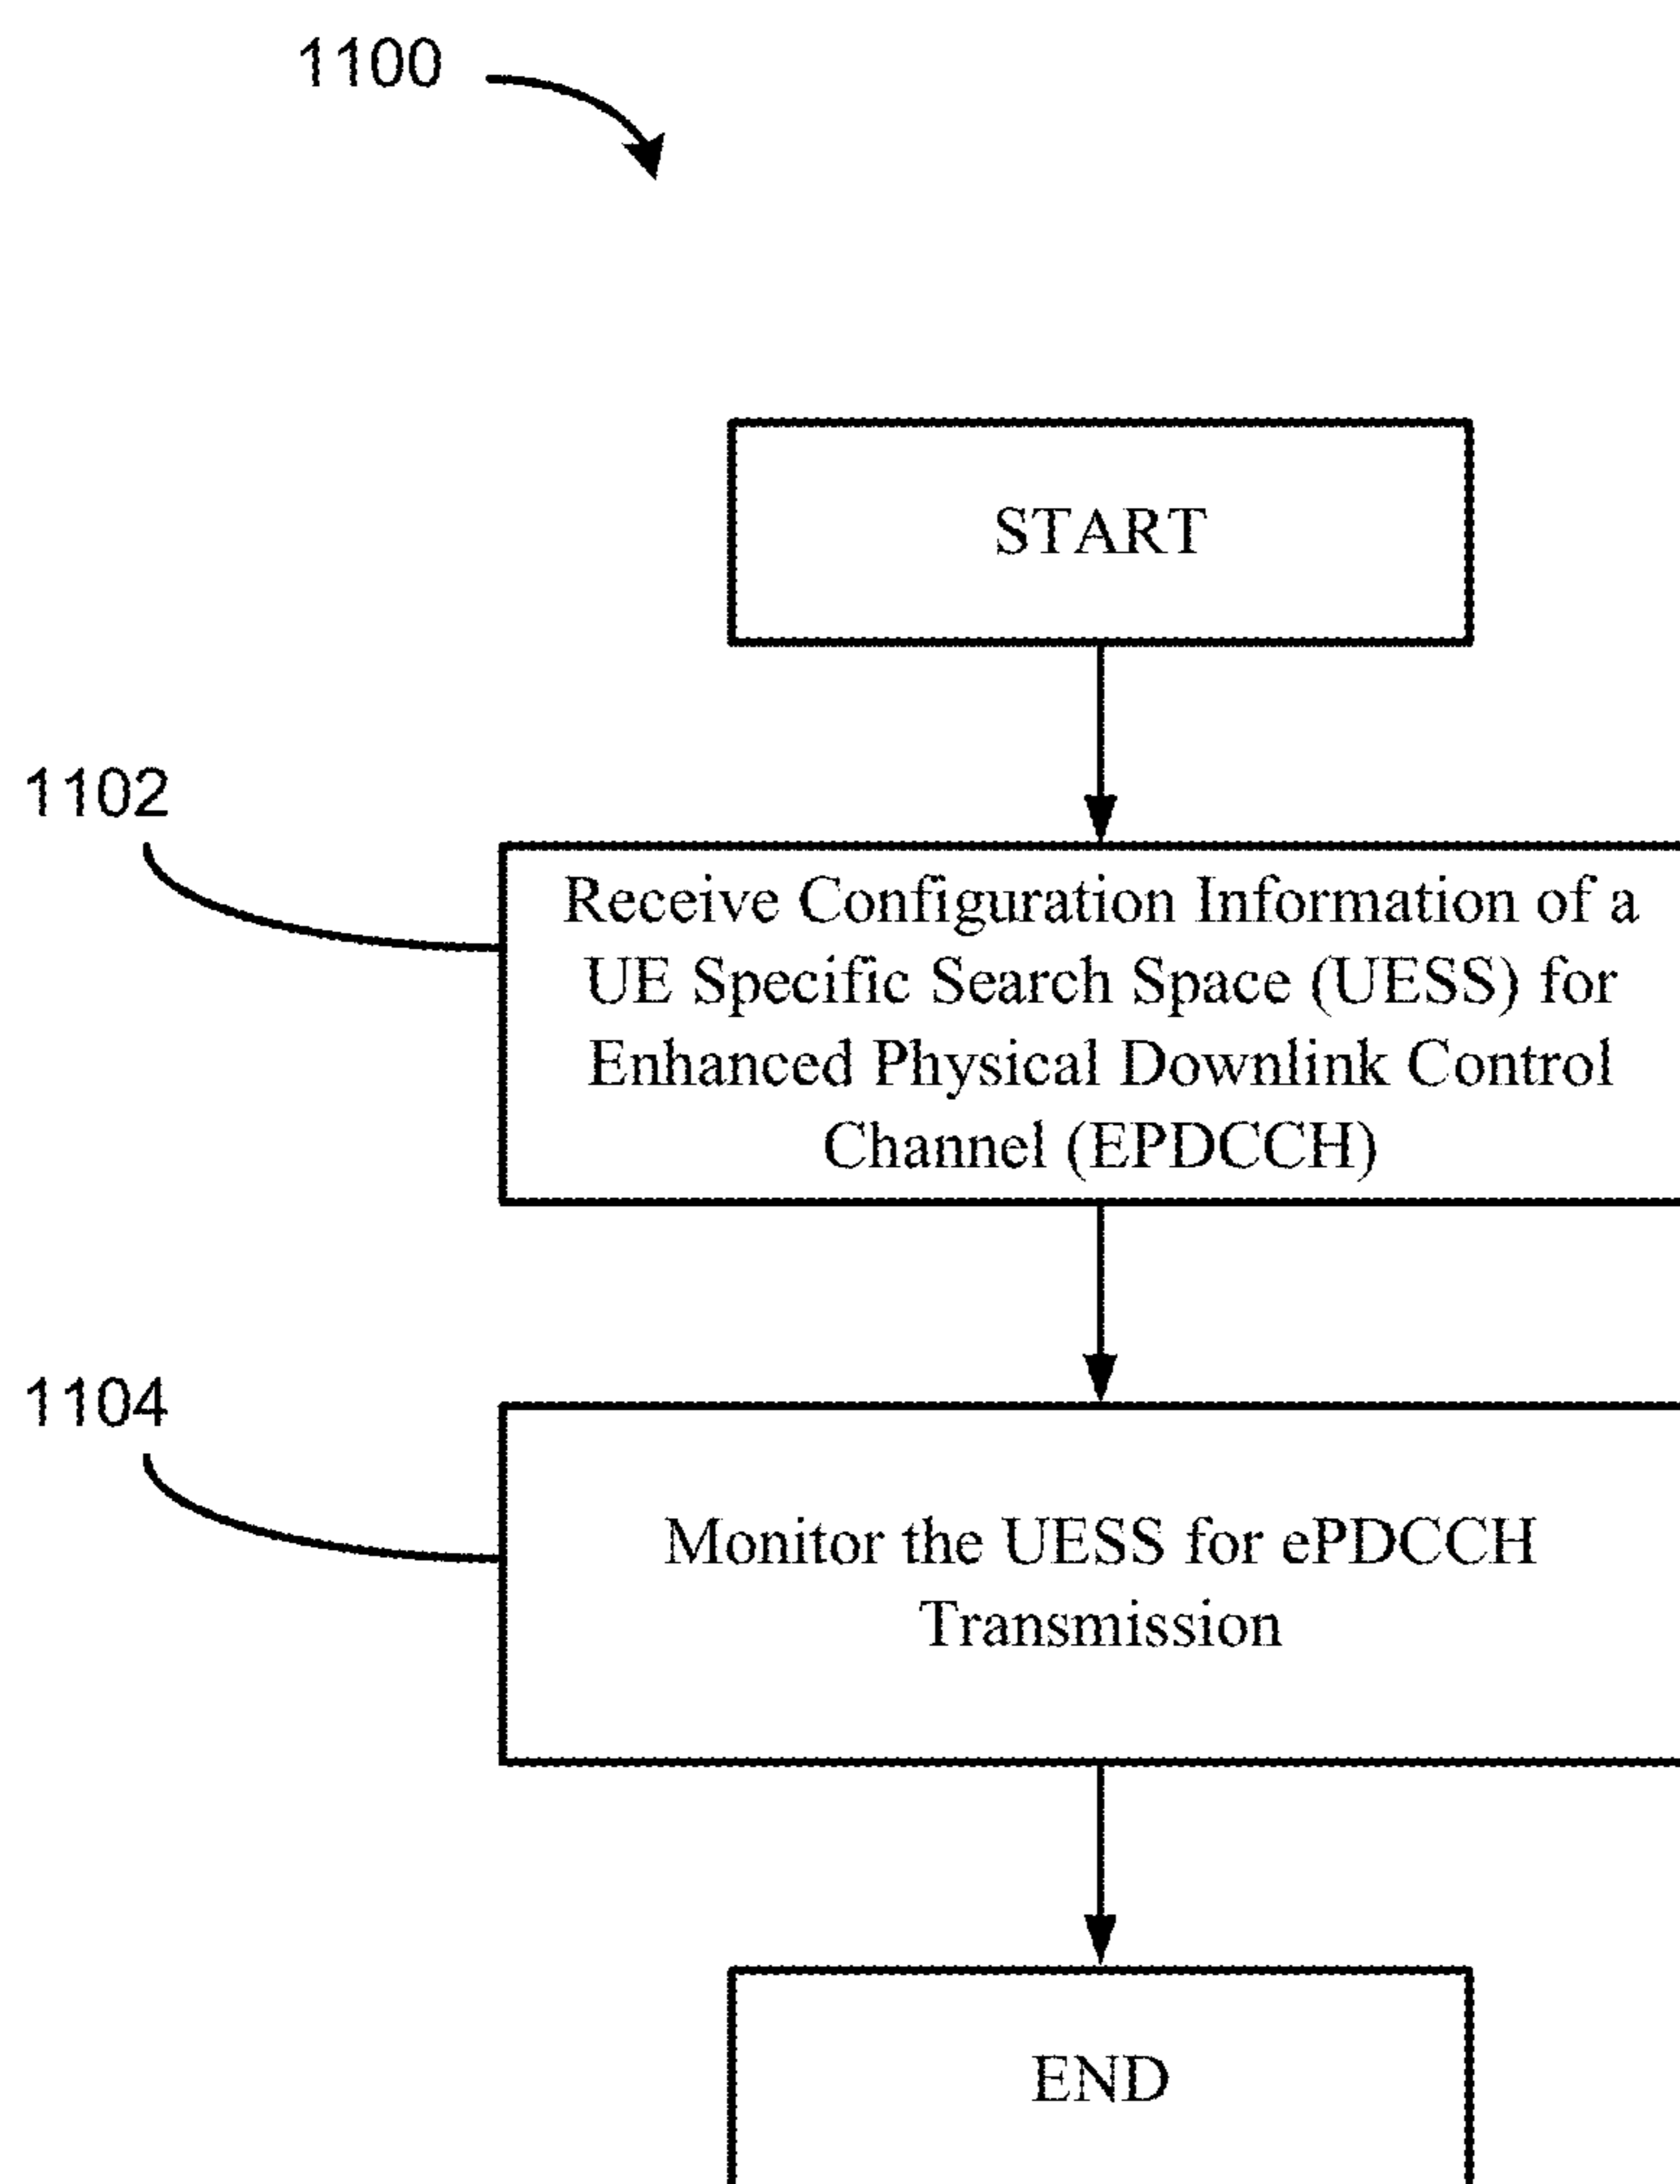 1100
START
1102
Receive Configuration Information of a
UE Specific Search Space (UESS) for
Enhanced Physical Downlink Control
Channel (EPDCCH)
1104
Monitor the UESS for ePDCCH
Transmission
END